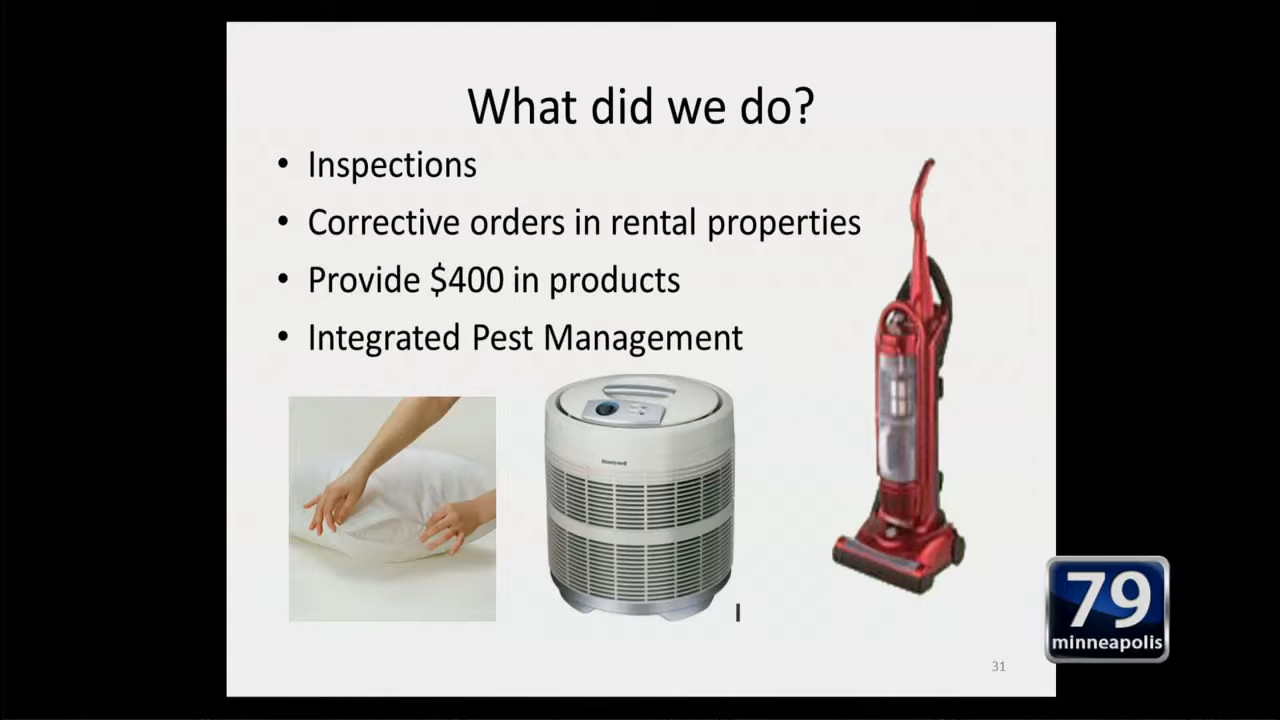 What did we do?
• Inspections
• Corrective orders in rental properties
• Provide $400 in products
• Integrated Pest Management
Honeywell
79
minneapolis
31